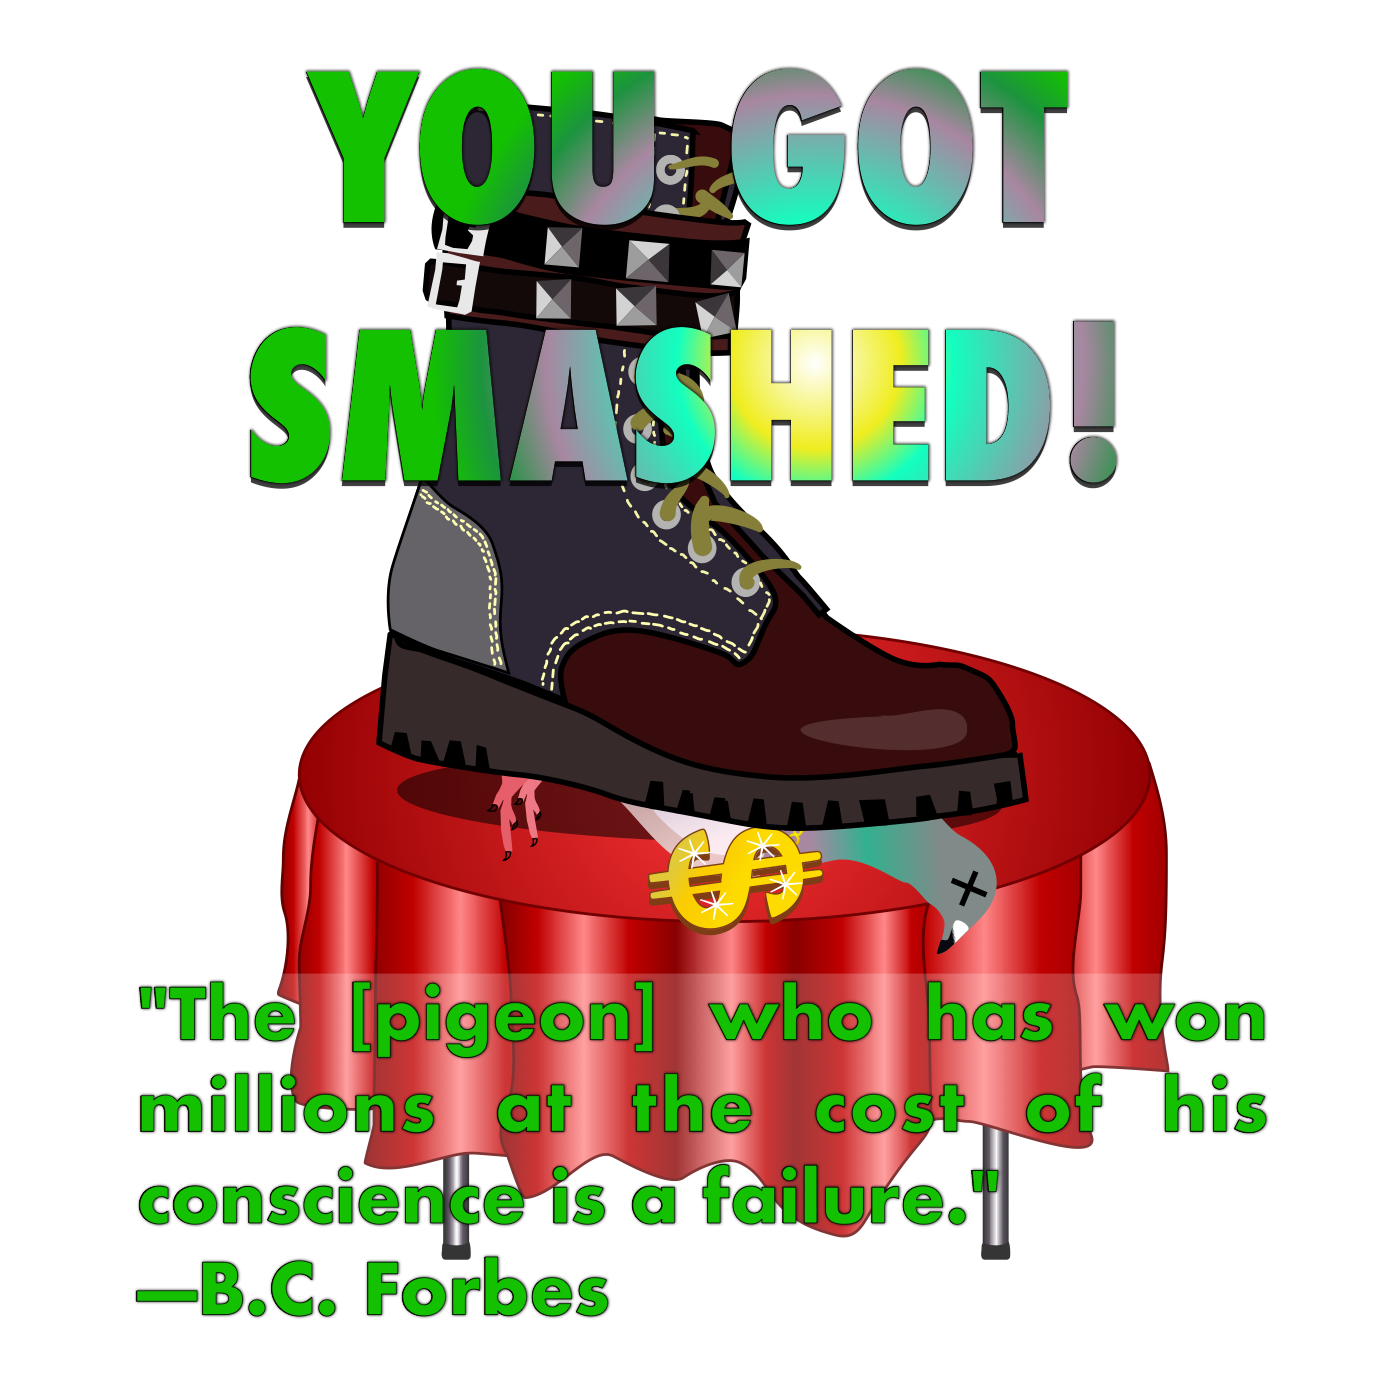 YOU GOT
SMASHED!
$
"The [pigeon] who has won
millions at the cost of his
conscience is a failure."
—B.C. Forbes